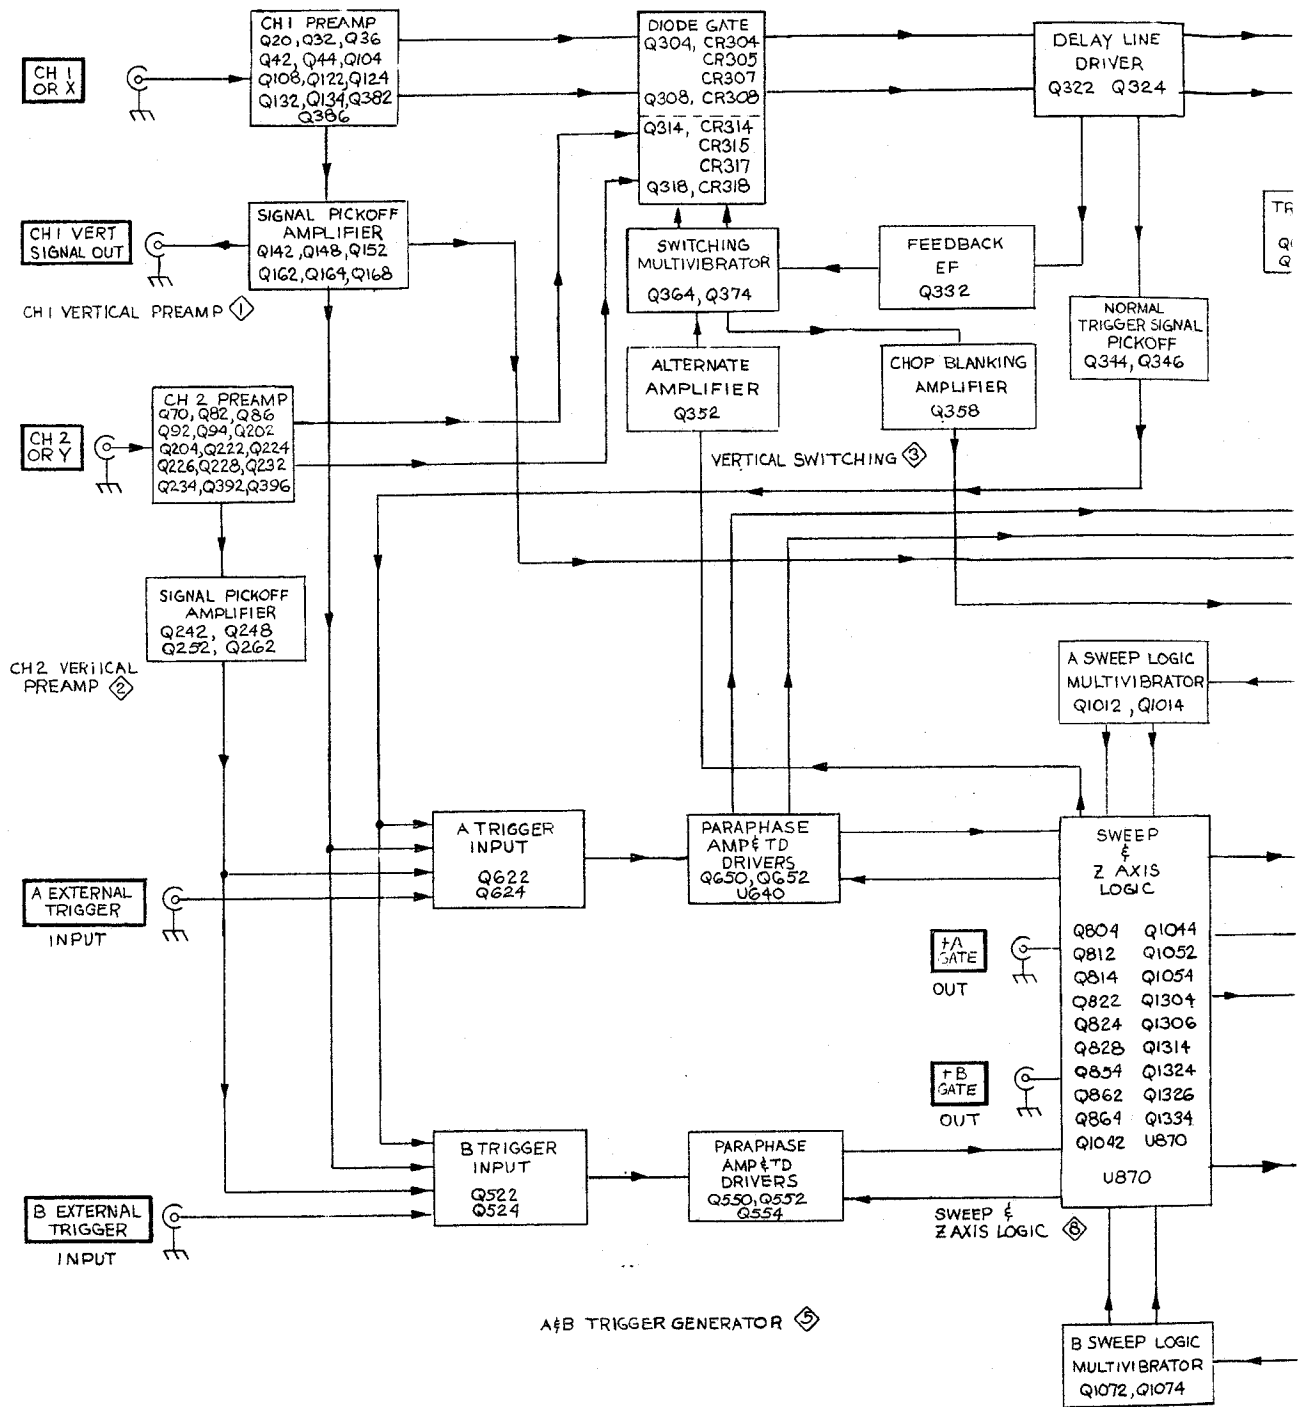 CH 1
OR X
CH 1 PREAMP
Q20, Q32, Q36
Q42, Q44, Q104
Q108, Q122, Q124
Q132, Q134, Q382
Q386
DIODE GATE
Q304, CR304
CR305
CR307
Q308, CR308
Q314, CR314
CR315
CR317
Q318, CR318
DELAY LINE
DRIVER
Q322 Q324
CH 1 VERT
SIGNAL OUT
SIGNAL PICKOFF
AMPLIFIER
Q142, Q148, Q152
Q162, Q164, Q168
CH 1 VERTICAL PREAMP 1
SWITCHING
MULTIVIBRATOR
Q364, Q374
FEEDBACK
EF
Q332
NORMAL
TRIGGER SIGNAL
PICKOFF
Q344, Q346
TR
ALTERNATE
AMPLIFIER
Q352
CHOP BLANKING
AMPLIFIER
Q358
VERTICAL SWITCHING 3
CH 2
OR Y
CH 2 PREAMP
Q70, Q82, Q86
Q92, Q94, Q202
Q204, Q222, Q224
Q226, Q228, Q232
Q234, Q392, Q396
SIGNAL PICKOFF
AMPLIFIER
Q242, Q248
Q252, Q262
CH 2 VERTICAL
PREAMP 2
A SWEEP LOGIC
MULTIVIBRATOR
Q1012, Q1014
A TRIGGER
INPUT
Q622
Q624
PARAPHASE
AMP & TD
DRIVERS
Q650, Q652
U640
SWEEP
&
Z AXIS
LOGIC
Q804 Q1044
Q812 Q1052
Q814 Q1054
Q822 Q1304
Q824 Q1306
Q828 Q1314
Q854 Q1324
Q862 Q1326
Q864 Q1334
Q1042 U870
U870
A EXTERNAL
TRIGGER
INPUT
+A
GATE
OUT
+B
GATE
OUT
B TRIGGER
INPUT
Q522
Q524
PARAPHASE
AMP & TD
DRIVERS
Q550, Q552
Q554
SWEEP &
Z AXIS LOGIC 8
B EXTERNAL
TRIGGER
INPUT
A & B TRIGGER GENERATOR 5
B SWEEP LOGIC
MULTIVIBRATOR
Q1072, Q1074